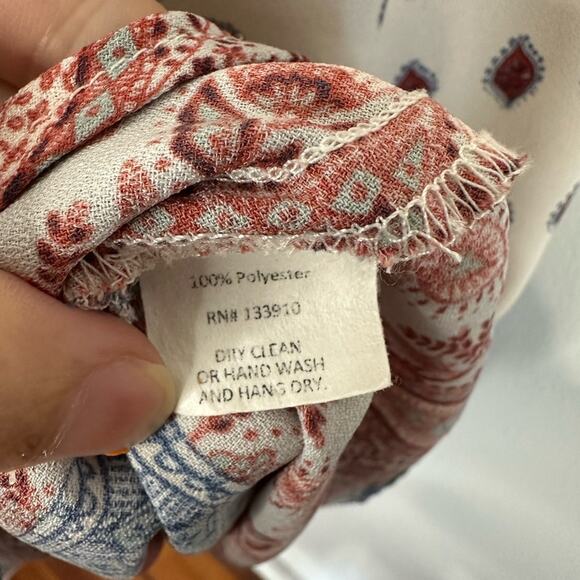 100% Polyester
RN# 133910
DRY CLEAN
OR HAND WASH
AND HANG DRY.